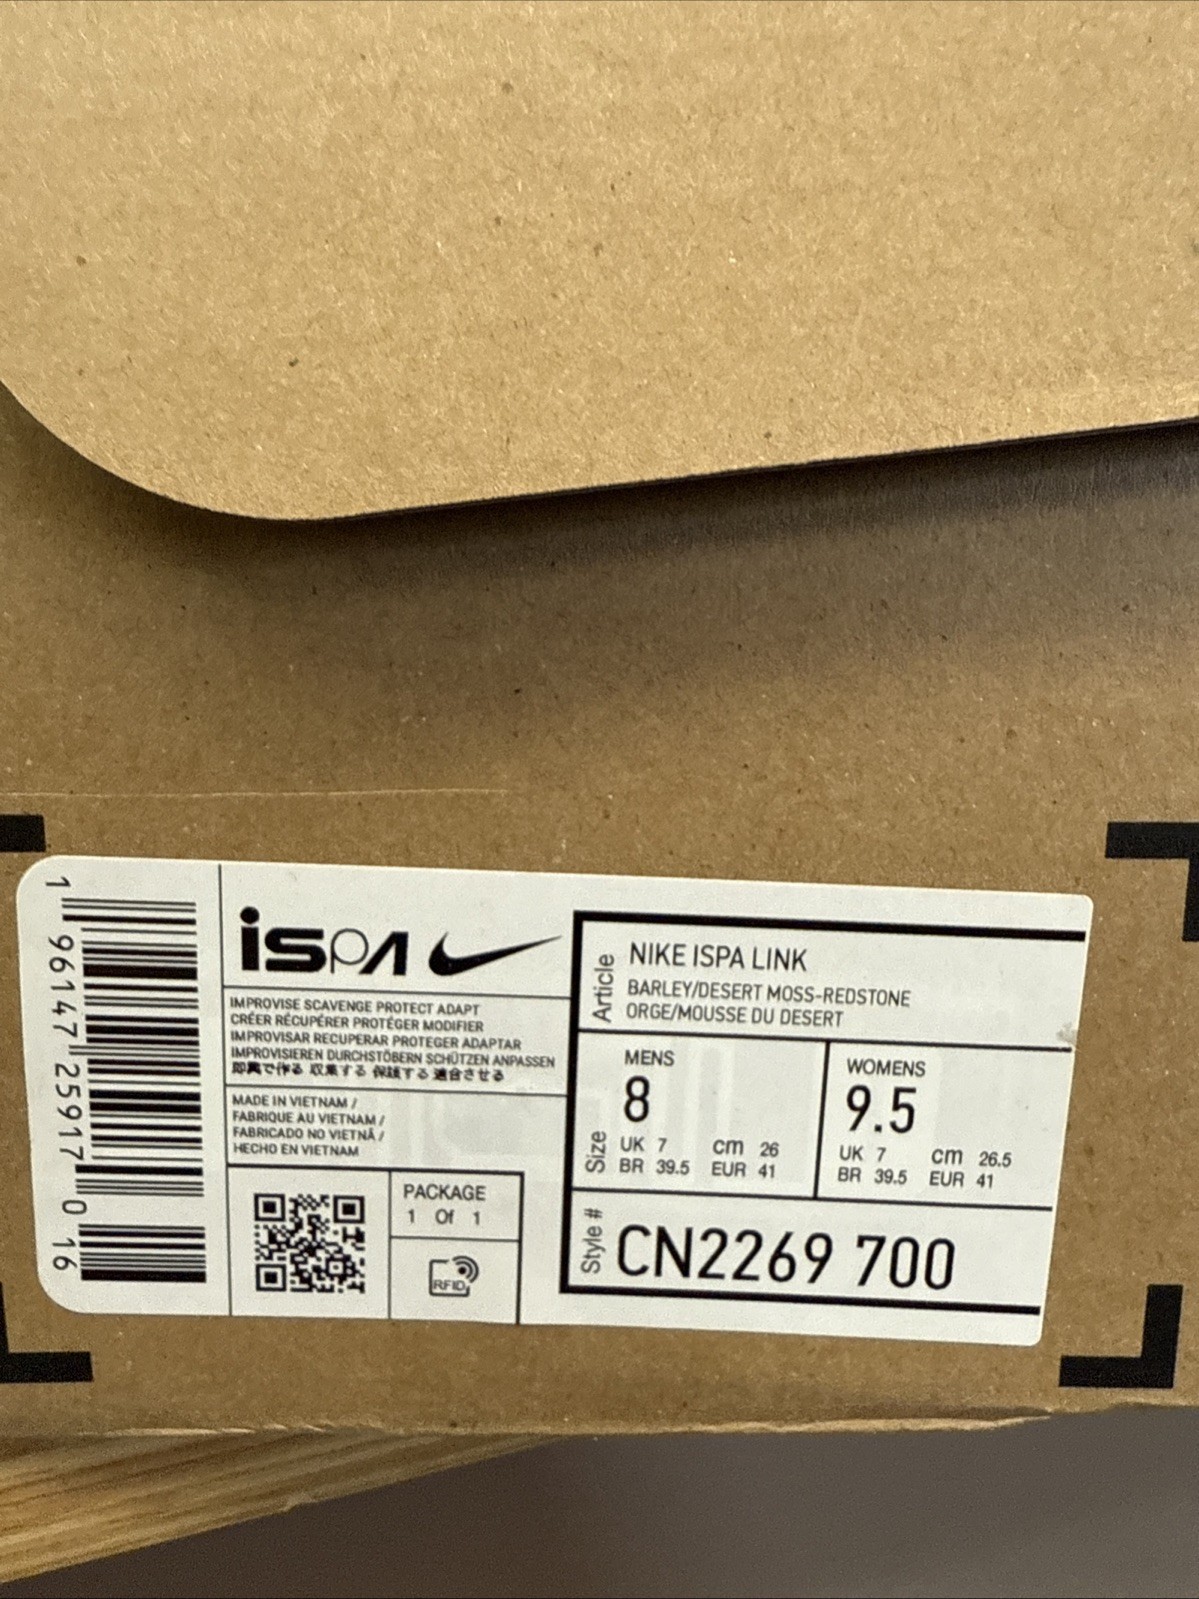 1 96147 25917 0 16
ispa
IMPROVISE SCAVENGE PROTECT ADAPT
CRÉER RÉCUPÉRER PROTÉGER MODIFIER
IMPROVISAR RECUPERAR PROTEGER ADAPTAR
IMPROVISIEREN DURCHSTÖBERN SCHÜTZEN ANPASSEN
即興で作る 収集する 保護する 適合させる
MADE IN VIETNAM /
FABRIQUE AU VIETNAM /
FABRICADO NO VIETNÃ /
HECHO EN VIETNAM
PACKAGE
1 Of 1
RFID
Article
NIKE ISPA LINK
BARLEY/DESERT MOSS-REDSTONE
ORGE/MOUSSE DU DESERT
Size
MENS
8
UK 7 cm 26
BR 39.5 EUR 41
WOMENS
9.5
UK 7 cm 26.5
BR 39.5 EUR 41
Style #
CN2269 700